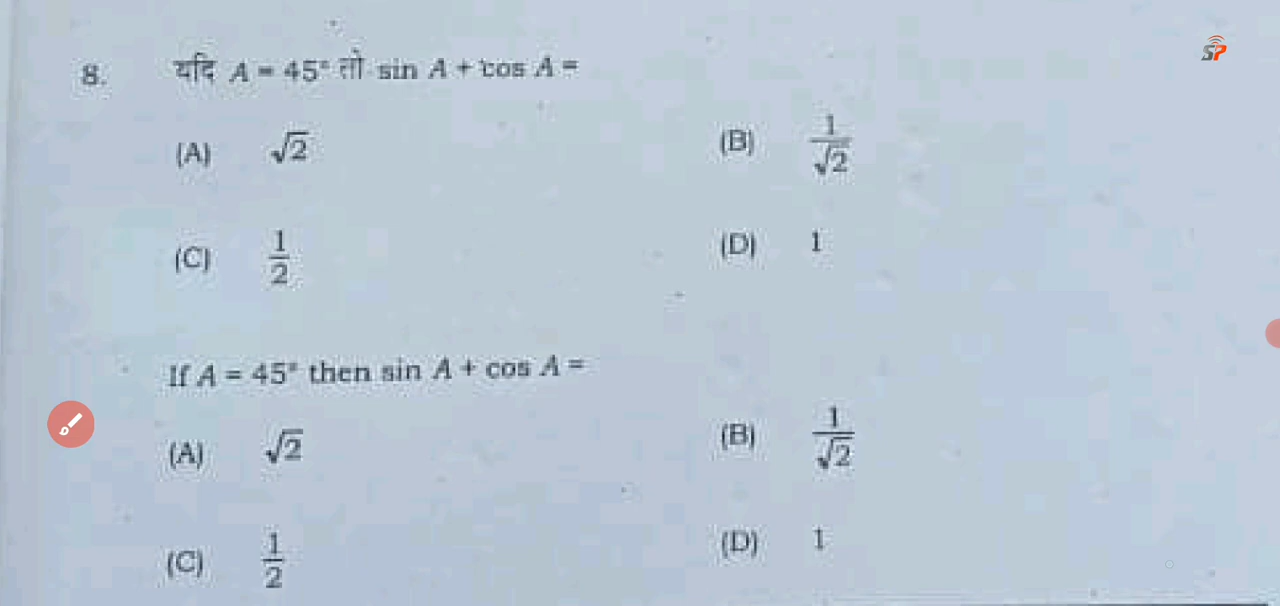 8. यदि A = 45° तो sin A + cos A =
(A) √2 (B) 1/√2
(C) 1/2 (D) 1
If A = 45° then sin A + cos A =
(A) √2 (B) 1/√2
(C) 1/2 (D) 1
SP